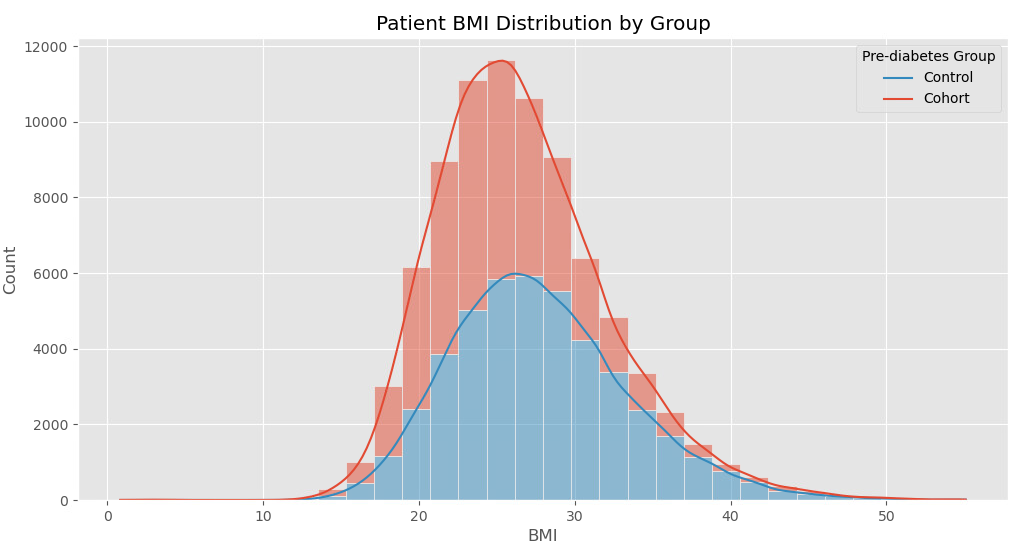 Patient BMI Distribution by Group
12000
10000
8000
6000
4000
2000
0
Count
Pre-diabetes Group
Control
Cohort
0 10 20 30 40 50
BMI